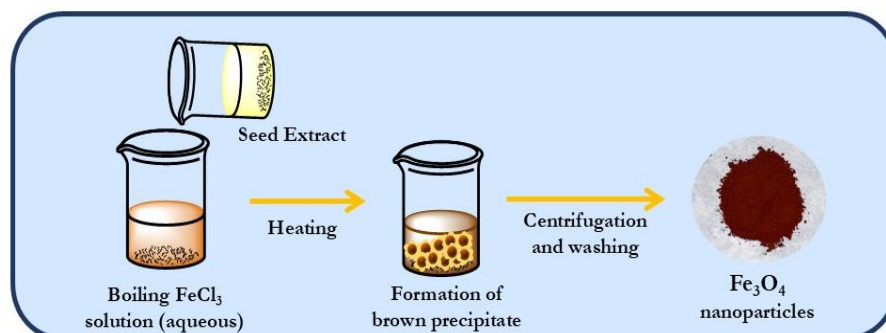 Seed Extract
Boiling FeCl₃
solution (aqueous)
Heating
Formation of
brown precipitate
Centrifugation
and washing
Fe₃O₄
nanoparticles